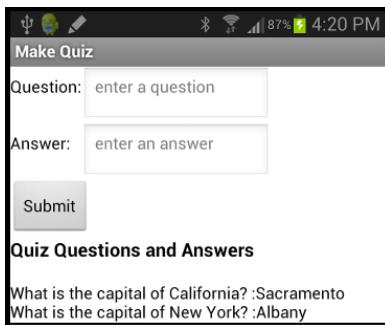 87% 4:20 PM
Make Quiz
Question: enter a question
Answer: enter an answer
Submit
Quiz Questions and Answers
What is the capital of California? :Sacramento
What is the capital of New York? :Albany